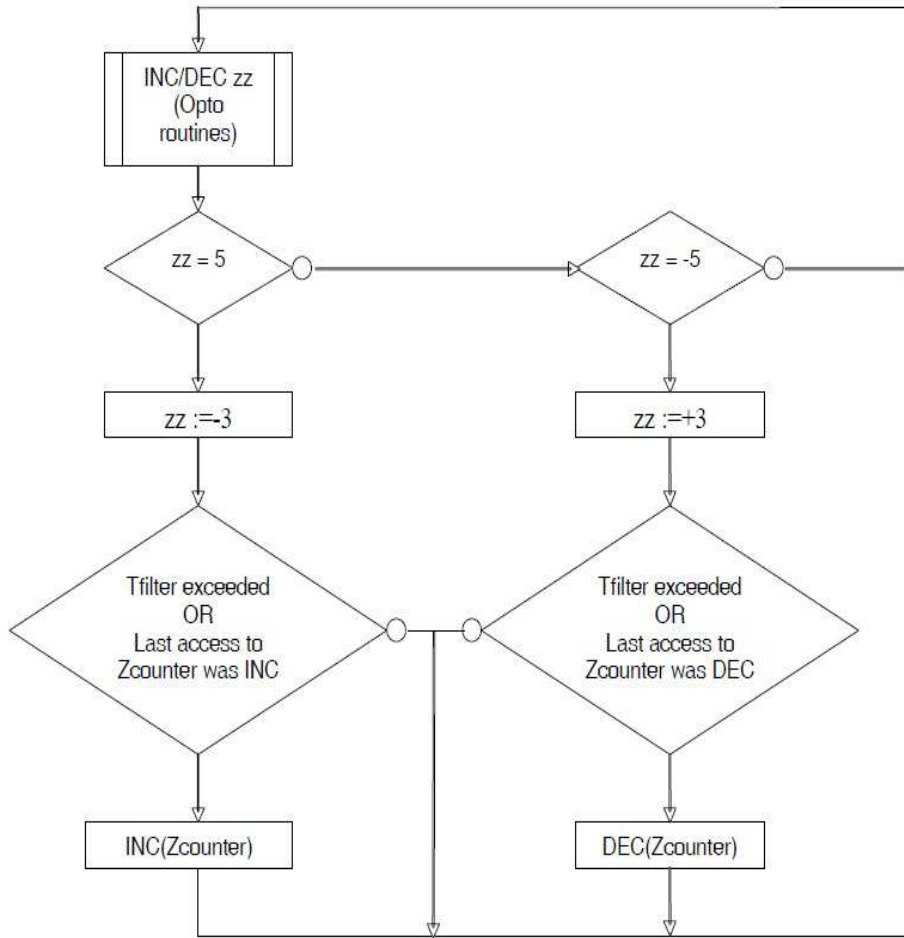 INC/DEC zz
(Opto
routines)
zz = 5
zz = -5
zz :=-3
zz :=+3
Tfilter exceeded
OR
Last access to
Zcounter was INC
Tfilter exceeded
OR
Last access to
Zcounter was DEC
INC(Zcounter)
DEC(Zcounter)